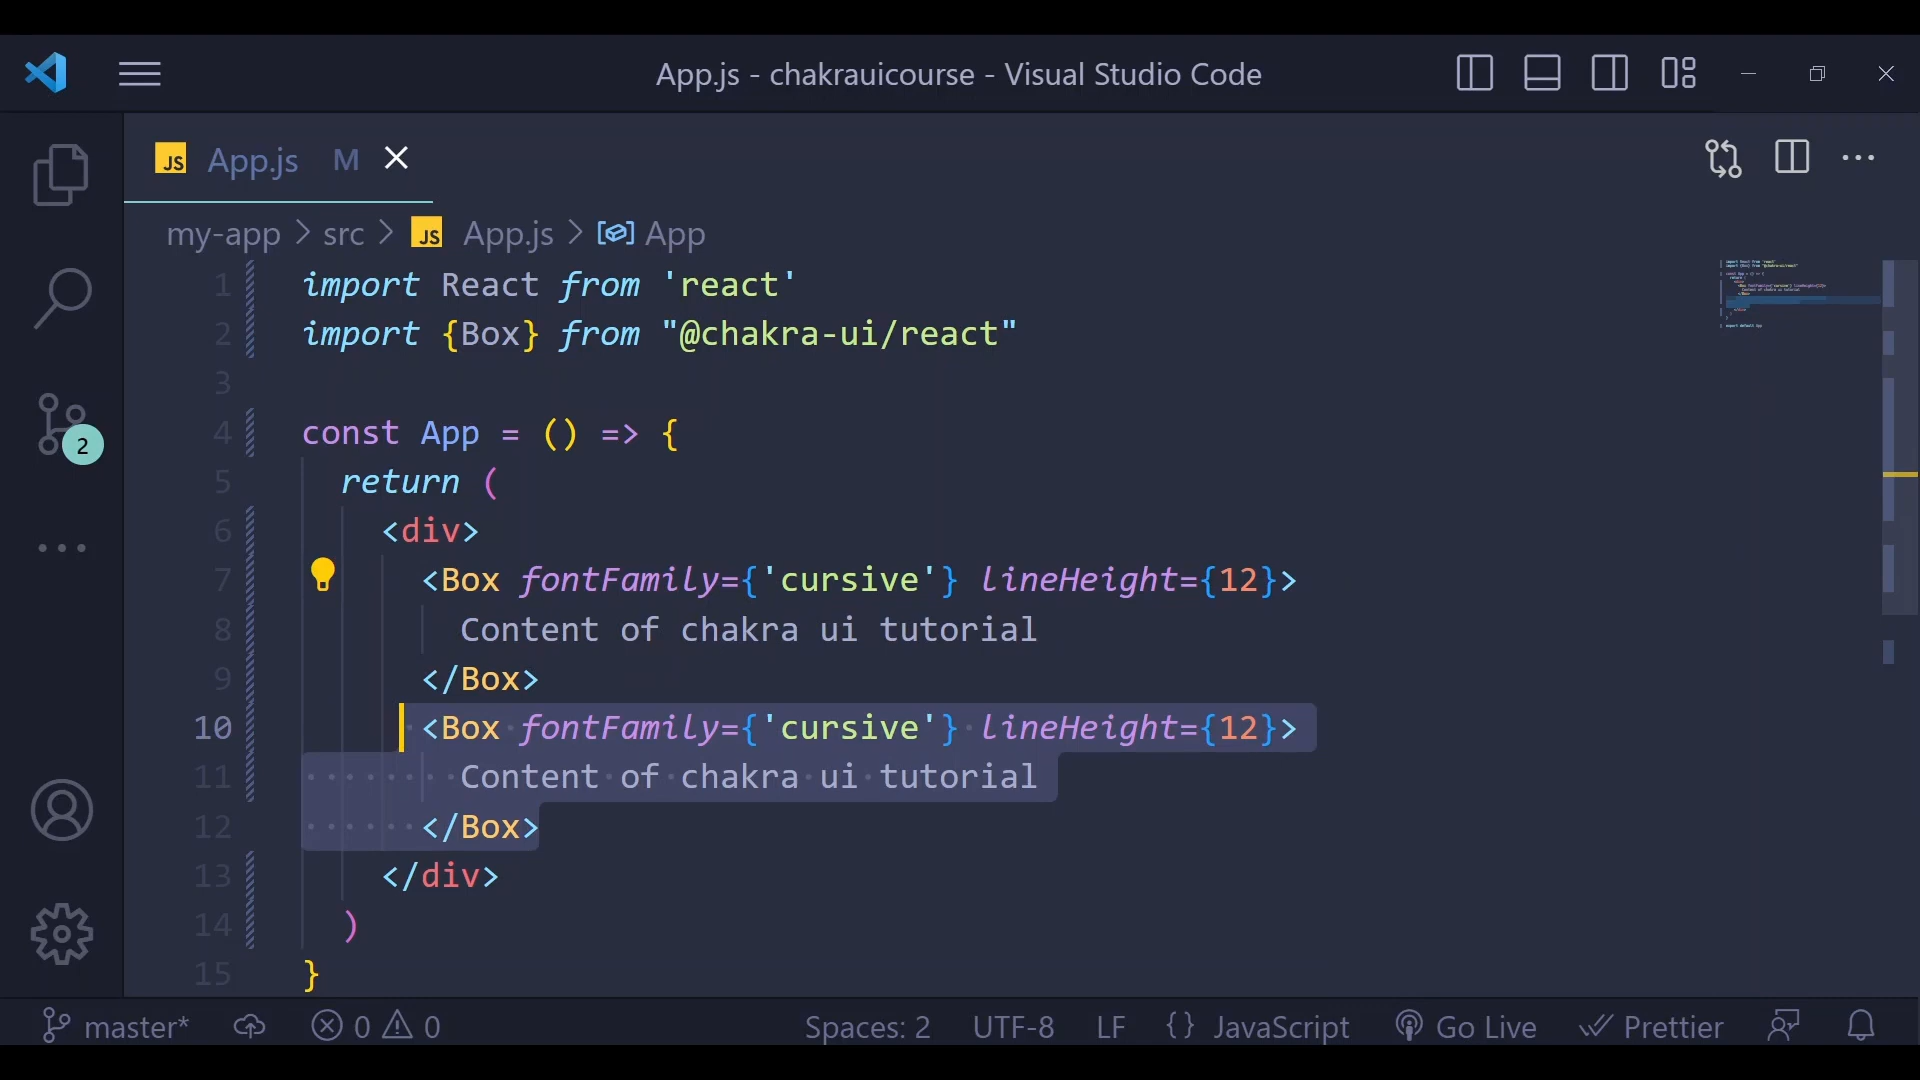 App.js - chakrauicourse - Visual Studio Code
JS App.js M
my-app > src > JS App.js > App
1 import React from 'react'
2 import {Box} from "@chakra-ui/react"
3
4 const App = () => {
5 return (
6 <div>
7 <Box fontFamily={'cursive'} lineHeight={12}>
8 Content of chakra ui tutorial
9 </Box>
10 <Box fontFamily={'cursive'} lineHeight={12}>
11 Content of chakra ui tutorial
12 </Box>
13 </div>
14 )
15 }
2
master* 0 0 Spaces: 2 UTF-8 LF {} JavaScript Go Live Prettier